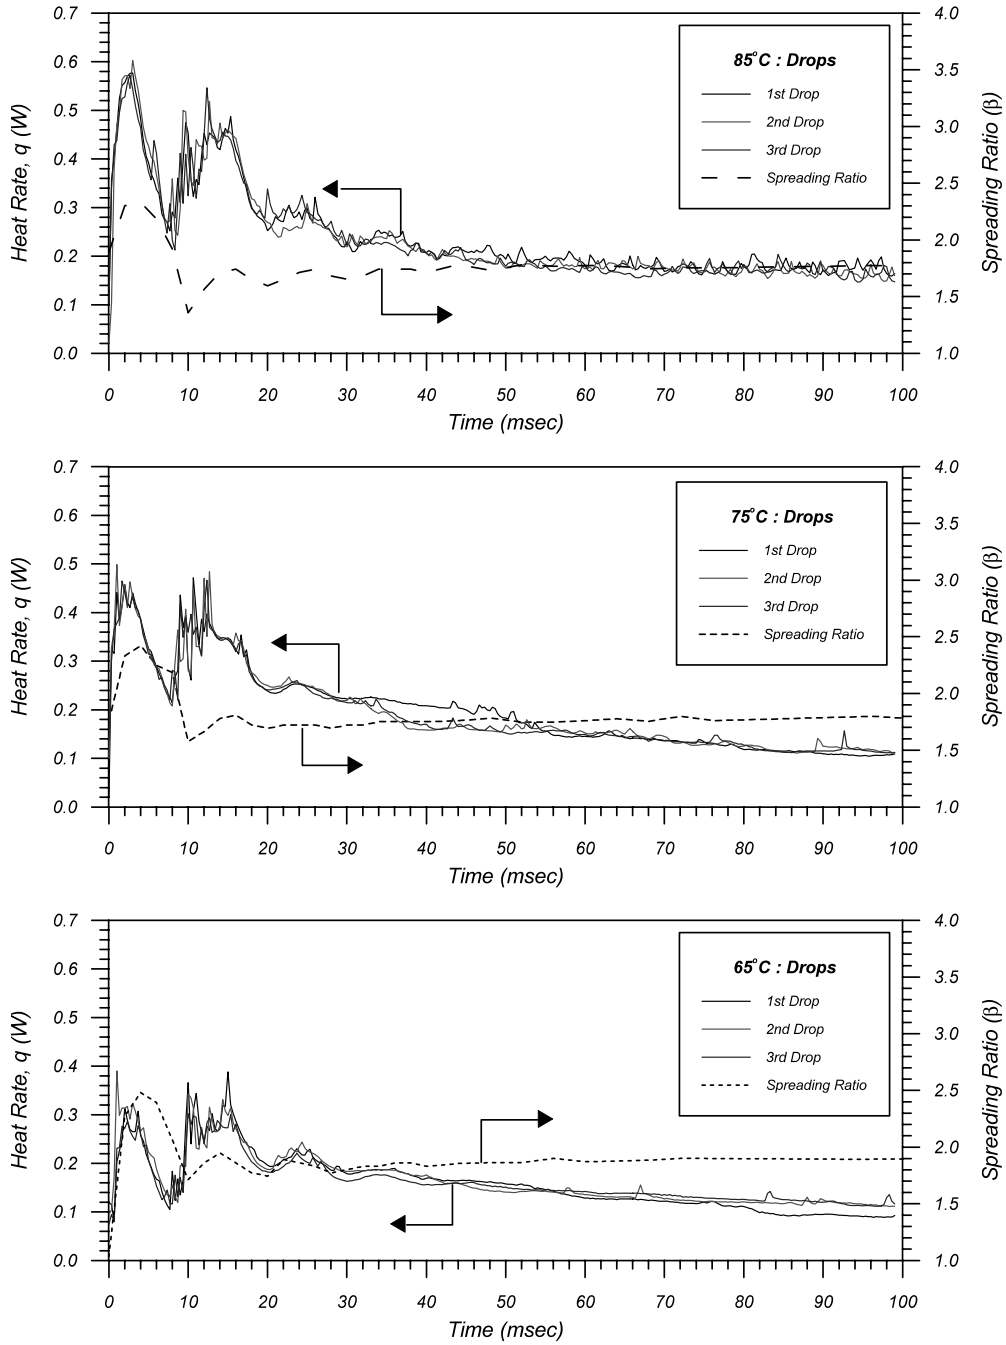 0.7
0.6
0.5
0.4
0.3
0.2
0.1
0.0
Heat Rate, q (W)
4.0
3.5
3.0
2.5
2.0
1.5
1.0
Spreading Ratio (β)
85°C : Drops
1st Drop
2nd Drop
3rd Drop
Spreading Ratio
0 10 20 30 40 50 60 70 80 90 100
Time (msec)
0.7
0.6
0.5
0.4
0.3
0.2
0.1
0.0
Heat Rate, q (W)
4.0
3.5
3.0
2.5
2.0
1.5
1.0
Spreading Ratio (β)
75°C : Drops
1st Drop
2nd Drop
3rd Drop
Spreading Ratio
0 10 20 30 40 50 60 70 80 90 100
Time (msec)
0.7
0.6
0.5
0.4
0.3
0.2
0.1
0.0
Heat Rate, q (W)
4.0
3.5
3.0
2.5
2.0
1.5
1.0
Spreading Ratio (β)
65°C : Drops
1st Drop
2nd Drop
3rd Drop
Spreading Ratio
0 10 20 30 40 50 60 70 80 90 100
Time (msec)